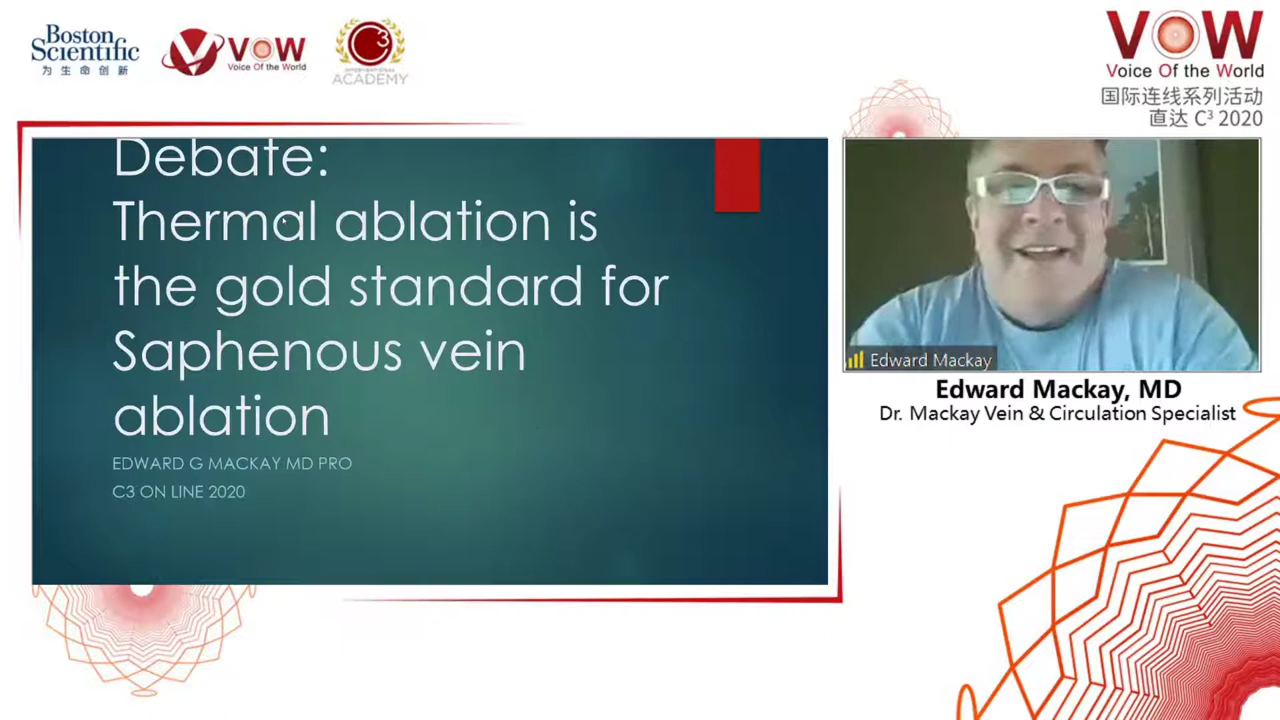 Boston
Scientific
为生命创新
VOW
Voice Of the World
C3
INTERNATIONAL
ACADEMY
VOW
Voice Of the World
国际连线系列活动
直达 C3 2020
Debate:
Thermal ablation is
the gold standard for
Saphenous vein
ablation
EDWARD G MACKAY MD PRO
C3 ON LINE 2020
Edward Mackay
Edward Mackay, MD
Dr. Mackay Vein & Circulation Specialist